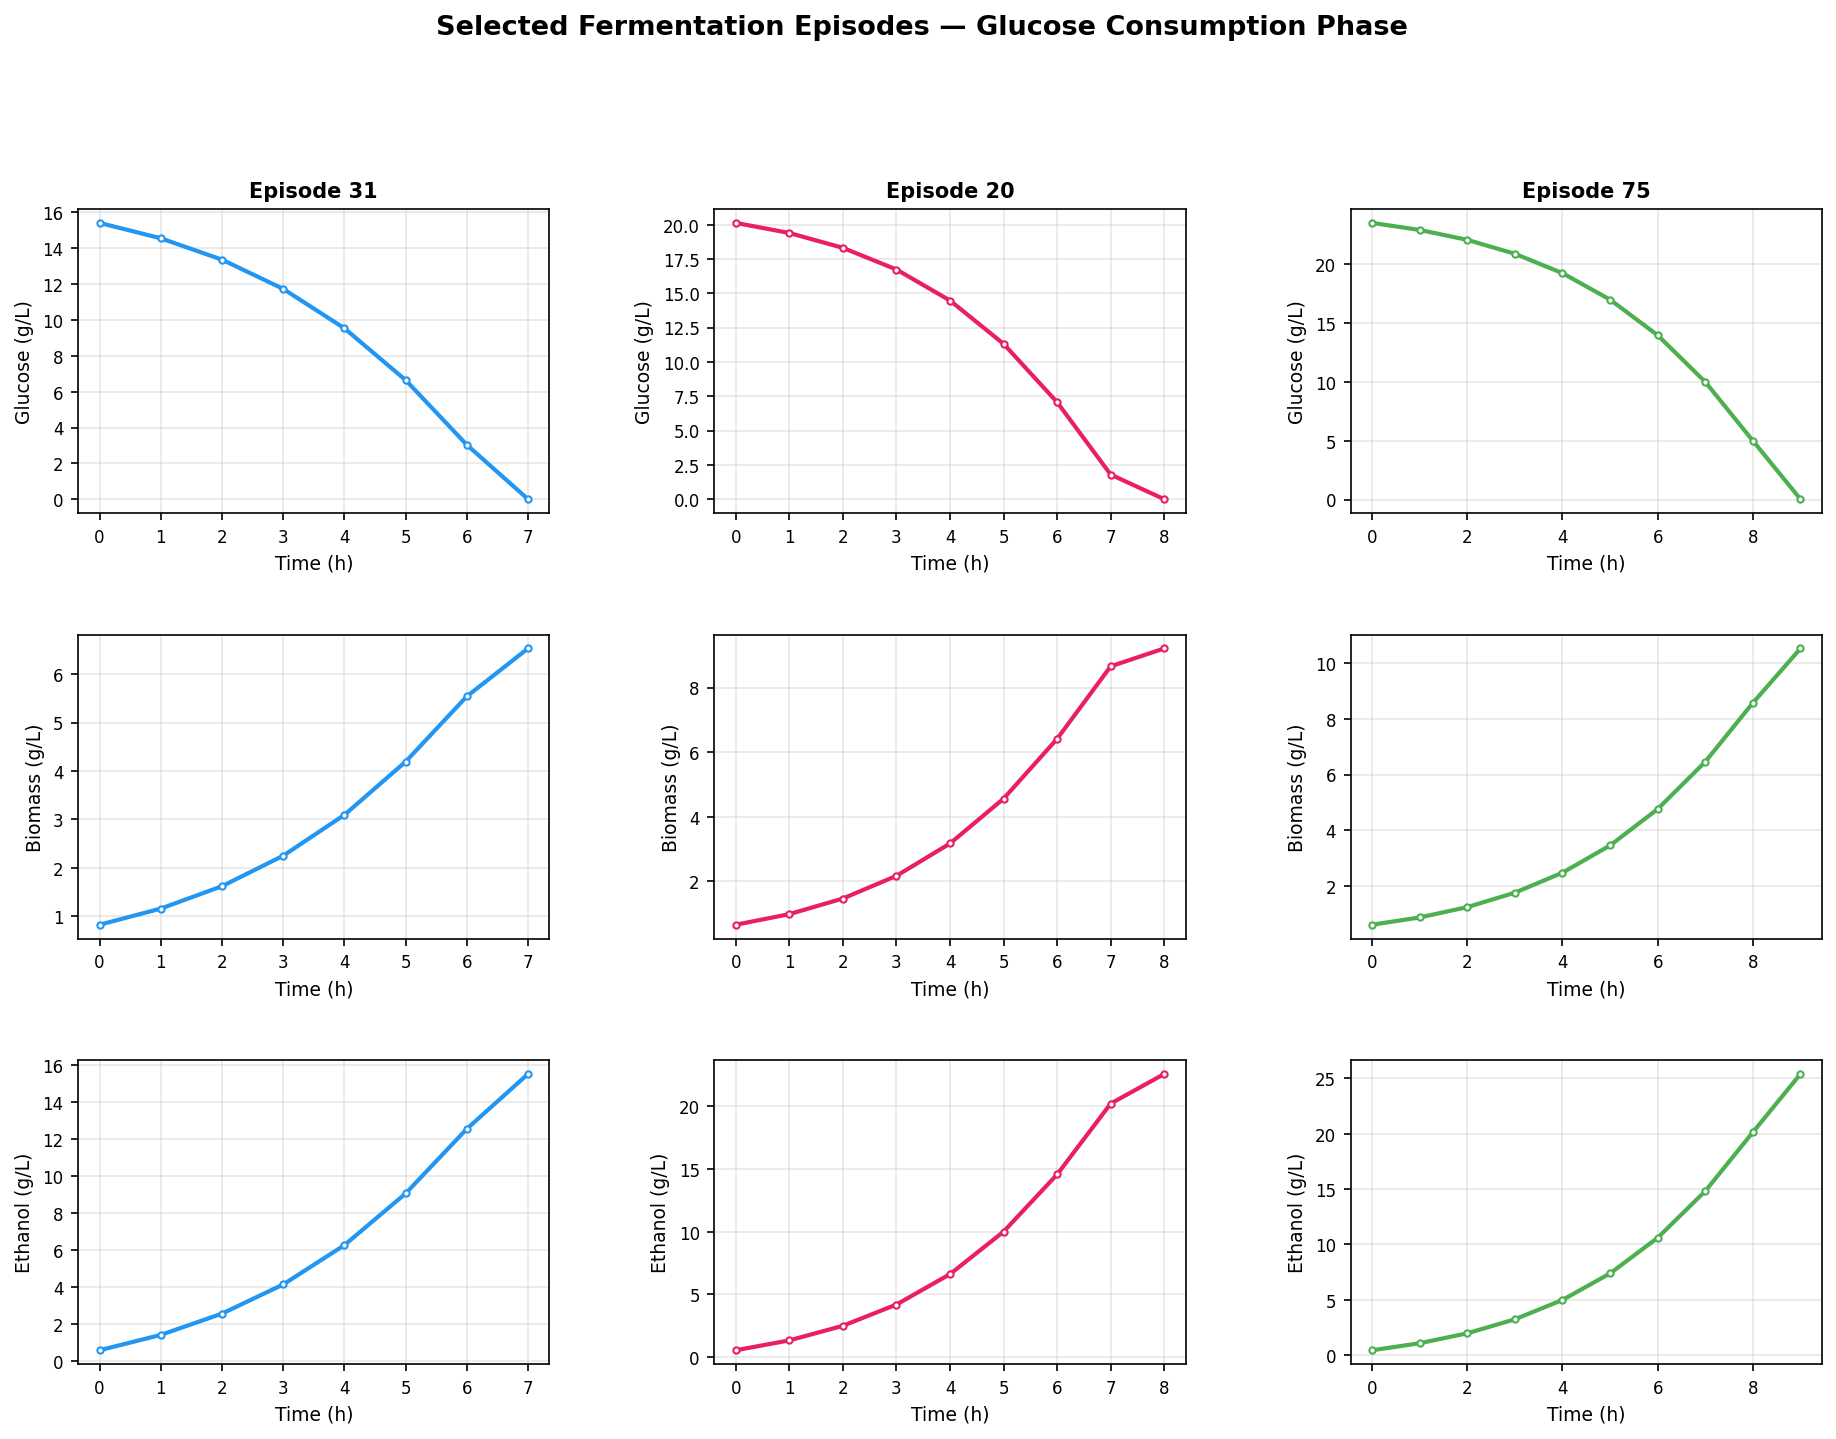 Selected Fermentation Episodes — Glucose Consumption Phase
Episode 31
Episode 20
Episode 75
Glucose (g/L)
16
14
12
10
8
6
4
2
0
0 1 2 3 4 5 6 7
Time (h)
Glucose (g/L)
20.0
17.5
15.0
12.5
10.0
7.5
5.0
2.5
0.0
0 1 2 3 4 5 6 7 8
Time (h)
Glucose (g/L)
20
15
10
5
0
0 2 4 6 8
Time (h)
Biomass (g/L)
6
5
4
3
2
1
0 1 2 3 4 5 6 7
Time (h)
Biomass (g/L)
8
6
4
2
0 1 2 3 4 5 6 7 8
Time (h)
Biomass (g/L)
10
8
6
4
2
0 2 4 6 8
Time (h)
Ethanol (g/L)
16
14
12
10
8
6
4
2
0
0 1 2 3 4 5 6 7
Time (h)
Ethanol (g/L)
20
15
10
5
0
0 1 2 3 4 5 6 7 8
Time (h)
Ethanol (g/L)
25
20
15
10
5
0
0 2 4 6 8
Time (h)